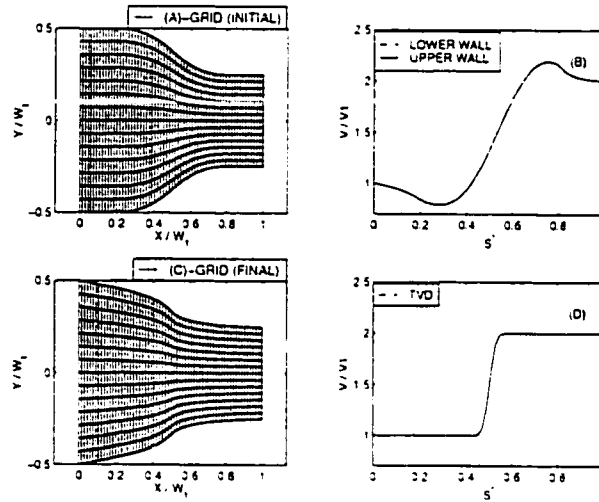 (A)-GRID (INITIAL)
0.5
0
-0.5
Y / W₁
0 0.2 0.4 0.6 0.8 1
X / W₁
LOWER WALL
UPPER WALL
(B)
2 5
2
1 5
1
V / V1
0 0.2 0.4 0.6 0.8
S*
(C)-GRID (FINAL)
0.5
0
-0.5
Y / W₁
0 0.2 0.4 0.6 0.8 1
X / W₁
TVD
(D)
2 5
2
1 5
1
V / V1
0 0.2 0.4 0.6 0.8
S*